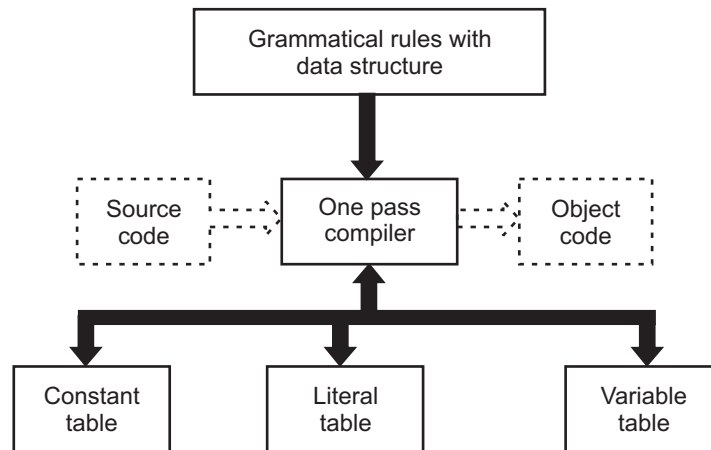 Grammatical rules with
data structure
Source
code
One pass
compiler
Object
code
Constant
table
Literal
table
Variable
table